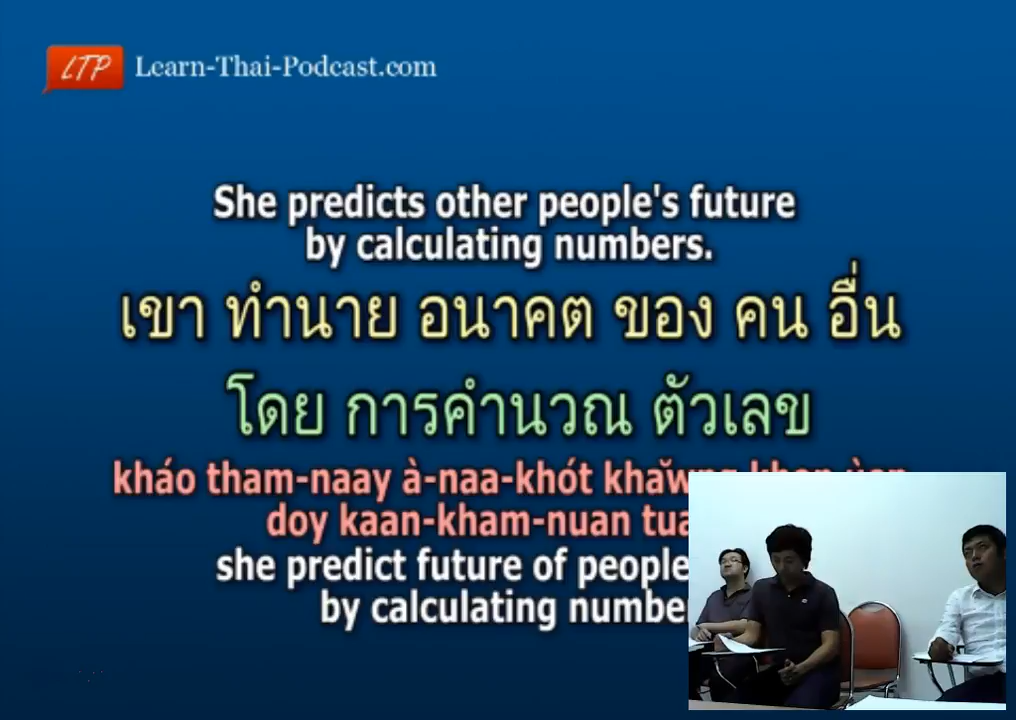 LTP Learn-Thai-Podcast.com
She predicts other people's future
by calculating numbers.
เขา ทำนาย อนาคต ของ คน อื่น
โดย การคำนวณ ตัวเลข
kháo tham-naay à-naa-khót
doy kaan-kham-nuan
she predict future of people
by calculating